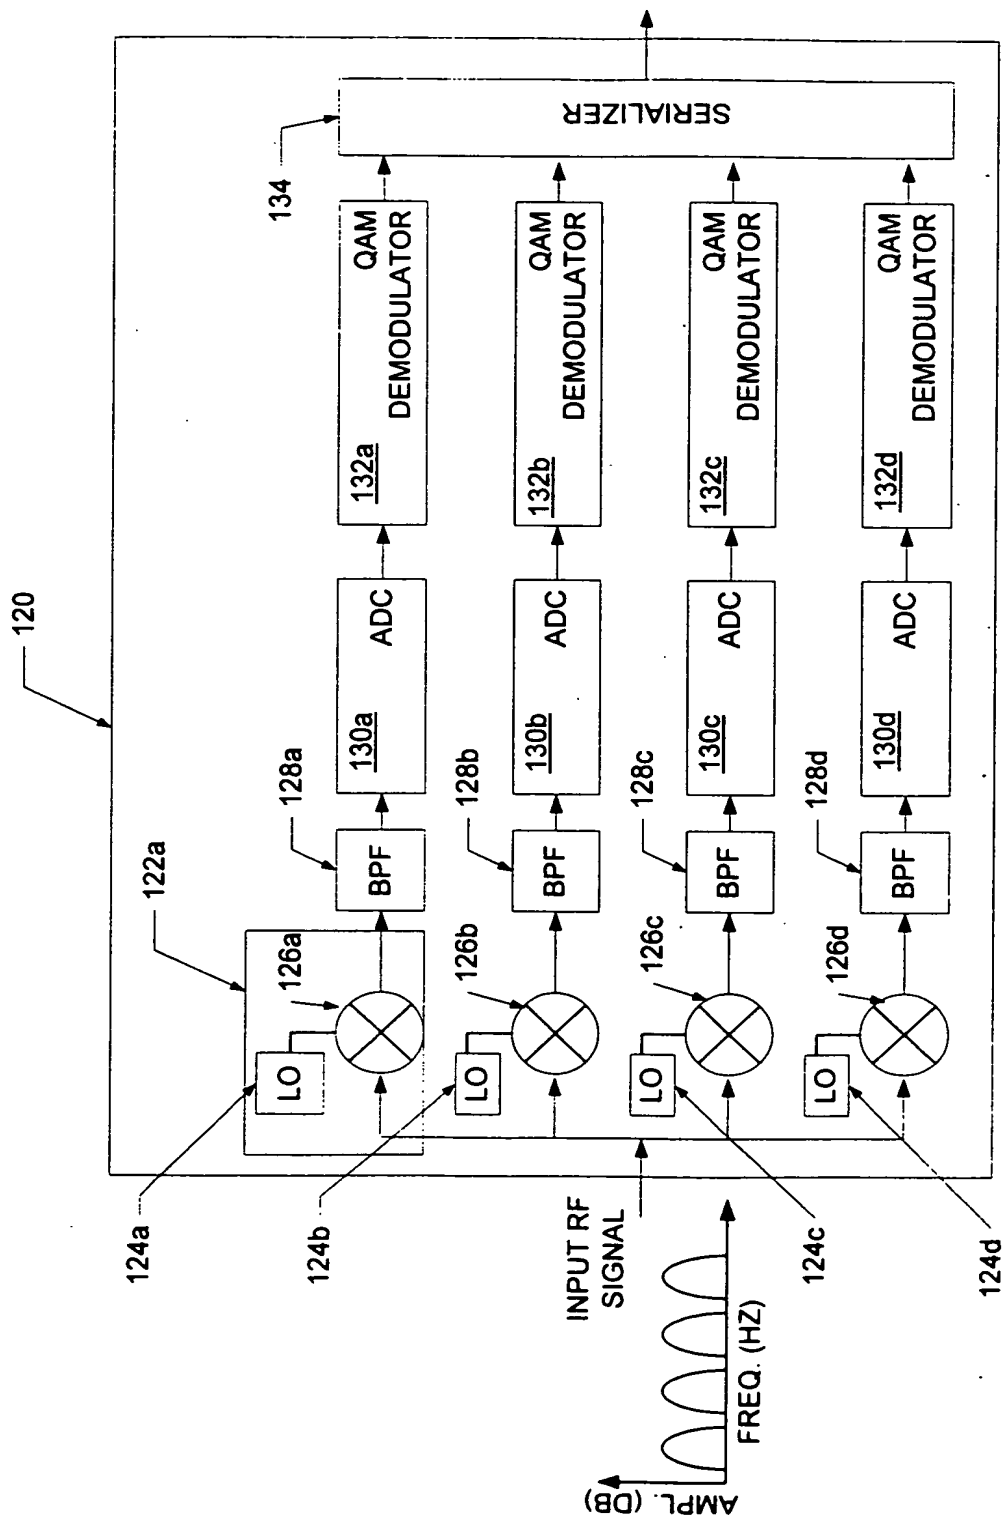 120
122a
124a
LO
126a
128a
BPF
130a
ADC
132a
QAM
DEMODULATOR
134
SERIALIZER
124b
LO
126b
128b
BPF
130b
ADC
132b
QAM
DEMODULATOR
INPUT RF
SIGNAL
124c
LO
126c
128c
BPF
130c
ADC
132c
QAM
DEMODULATOR
124d
LO
126d
128d
BPF
130d
ADC
132d
QAM
DEMODULATOR
AMPL. (DB)
FREQ. (HZ)